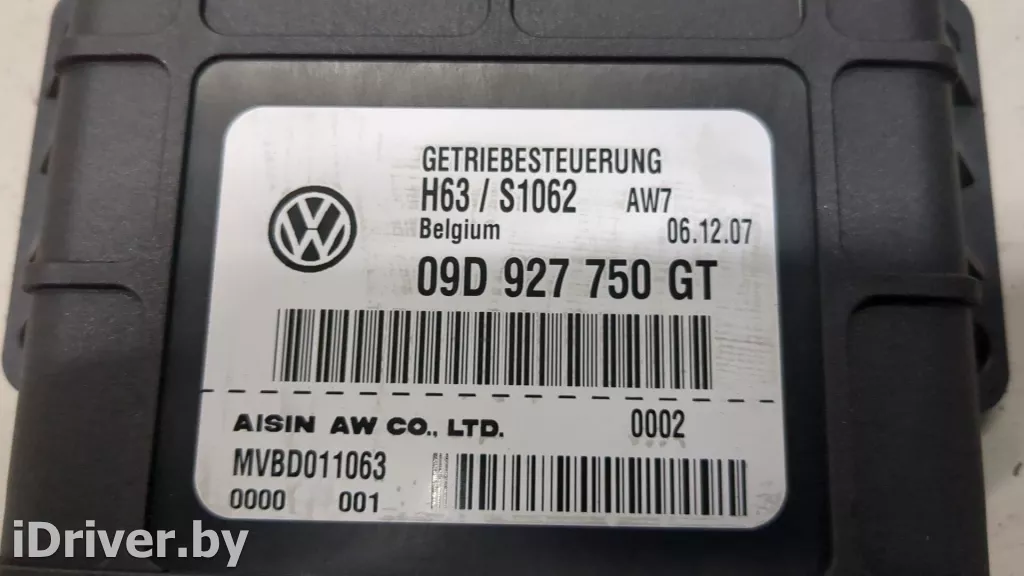 GETRIEBESTEUERUNG
H63 / S1062 AW7
Belgium 06.12.07
09D 927 750 GT
AISIN AW CO., LTD. 0002
MVBD011063
0000 001
iDriver.by